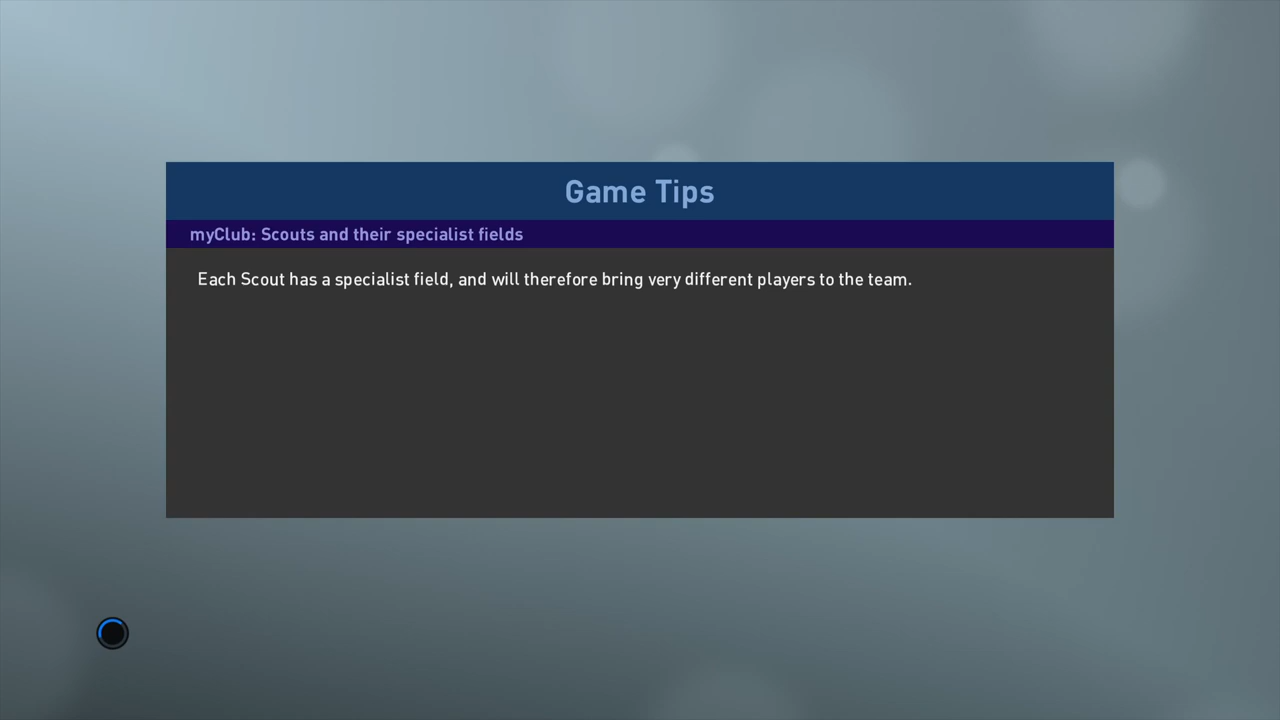 Game Tips
myClub: Scouts and their specialist fields
Each Scout has a specialist field, and will therefore bring very different players to the team.